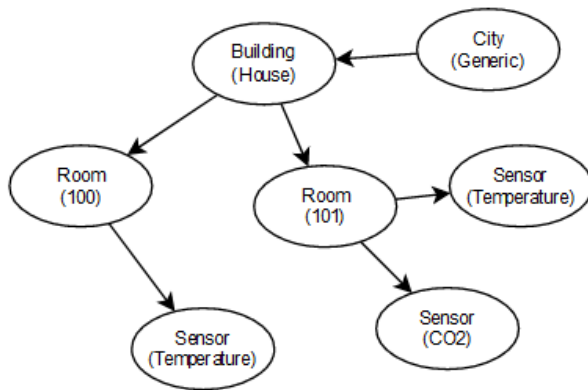 Building
(House)
City
(Generic)
Room
(100)
Room
(101)
Sensor
(Temperature)
Sensor
(Temperature)
Sensor
(CO2)